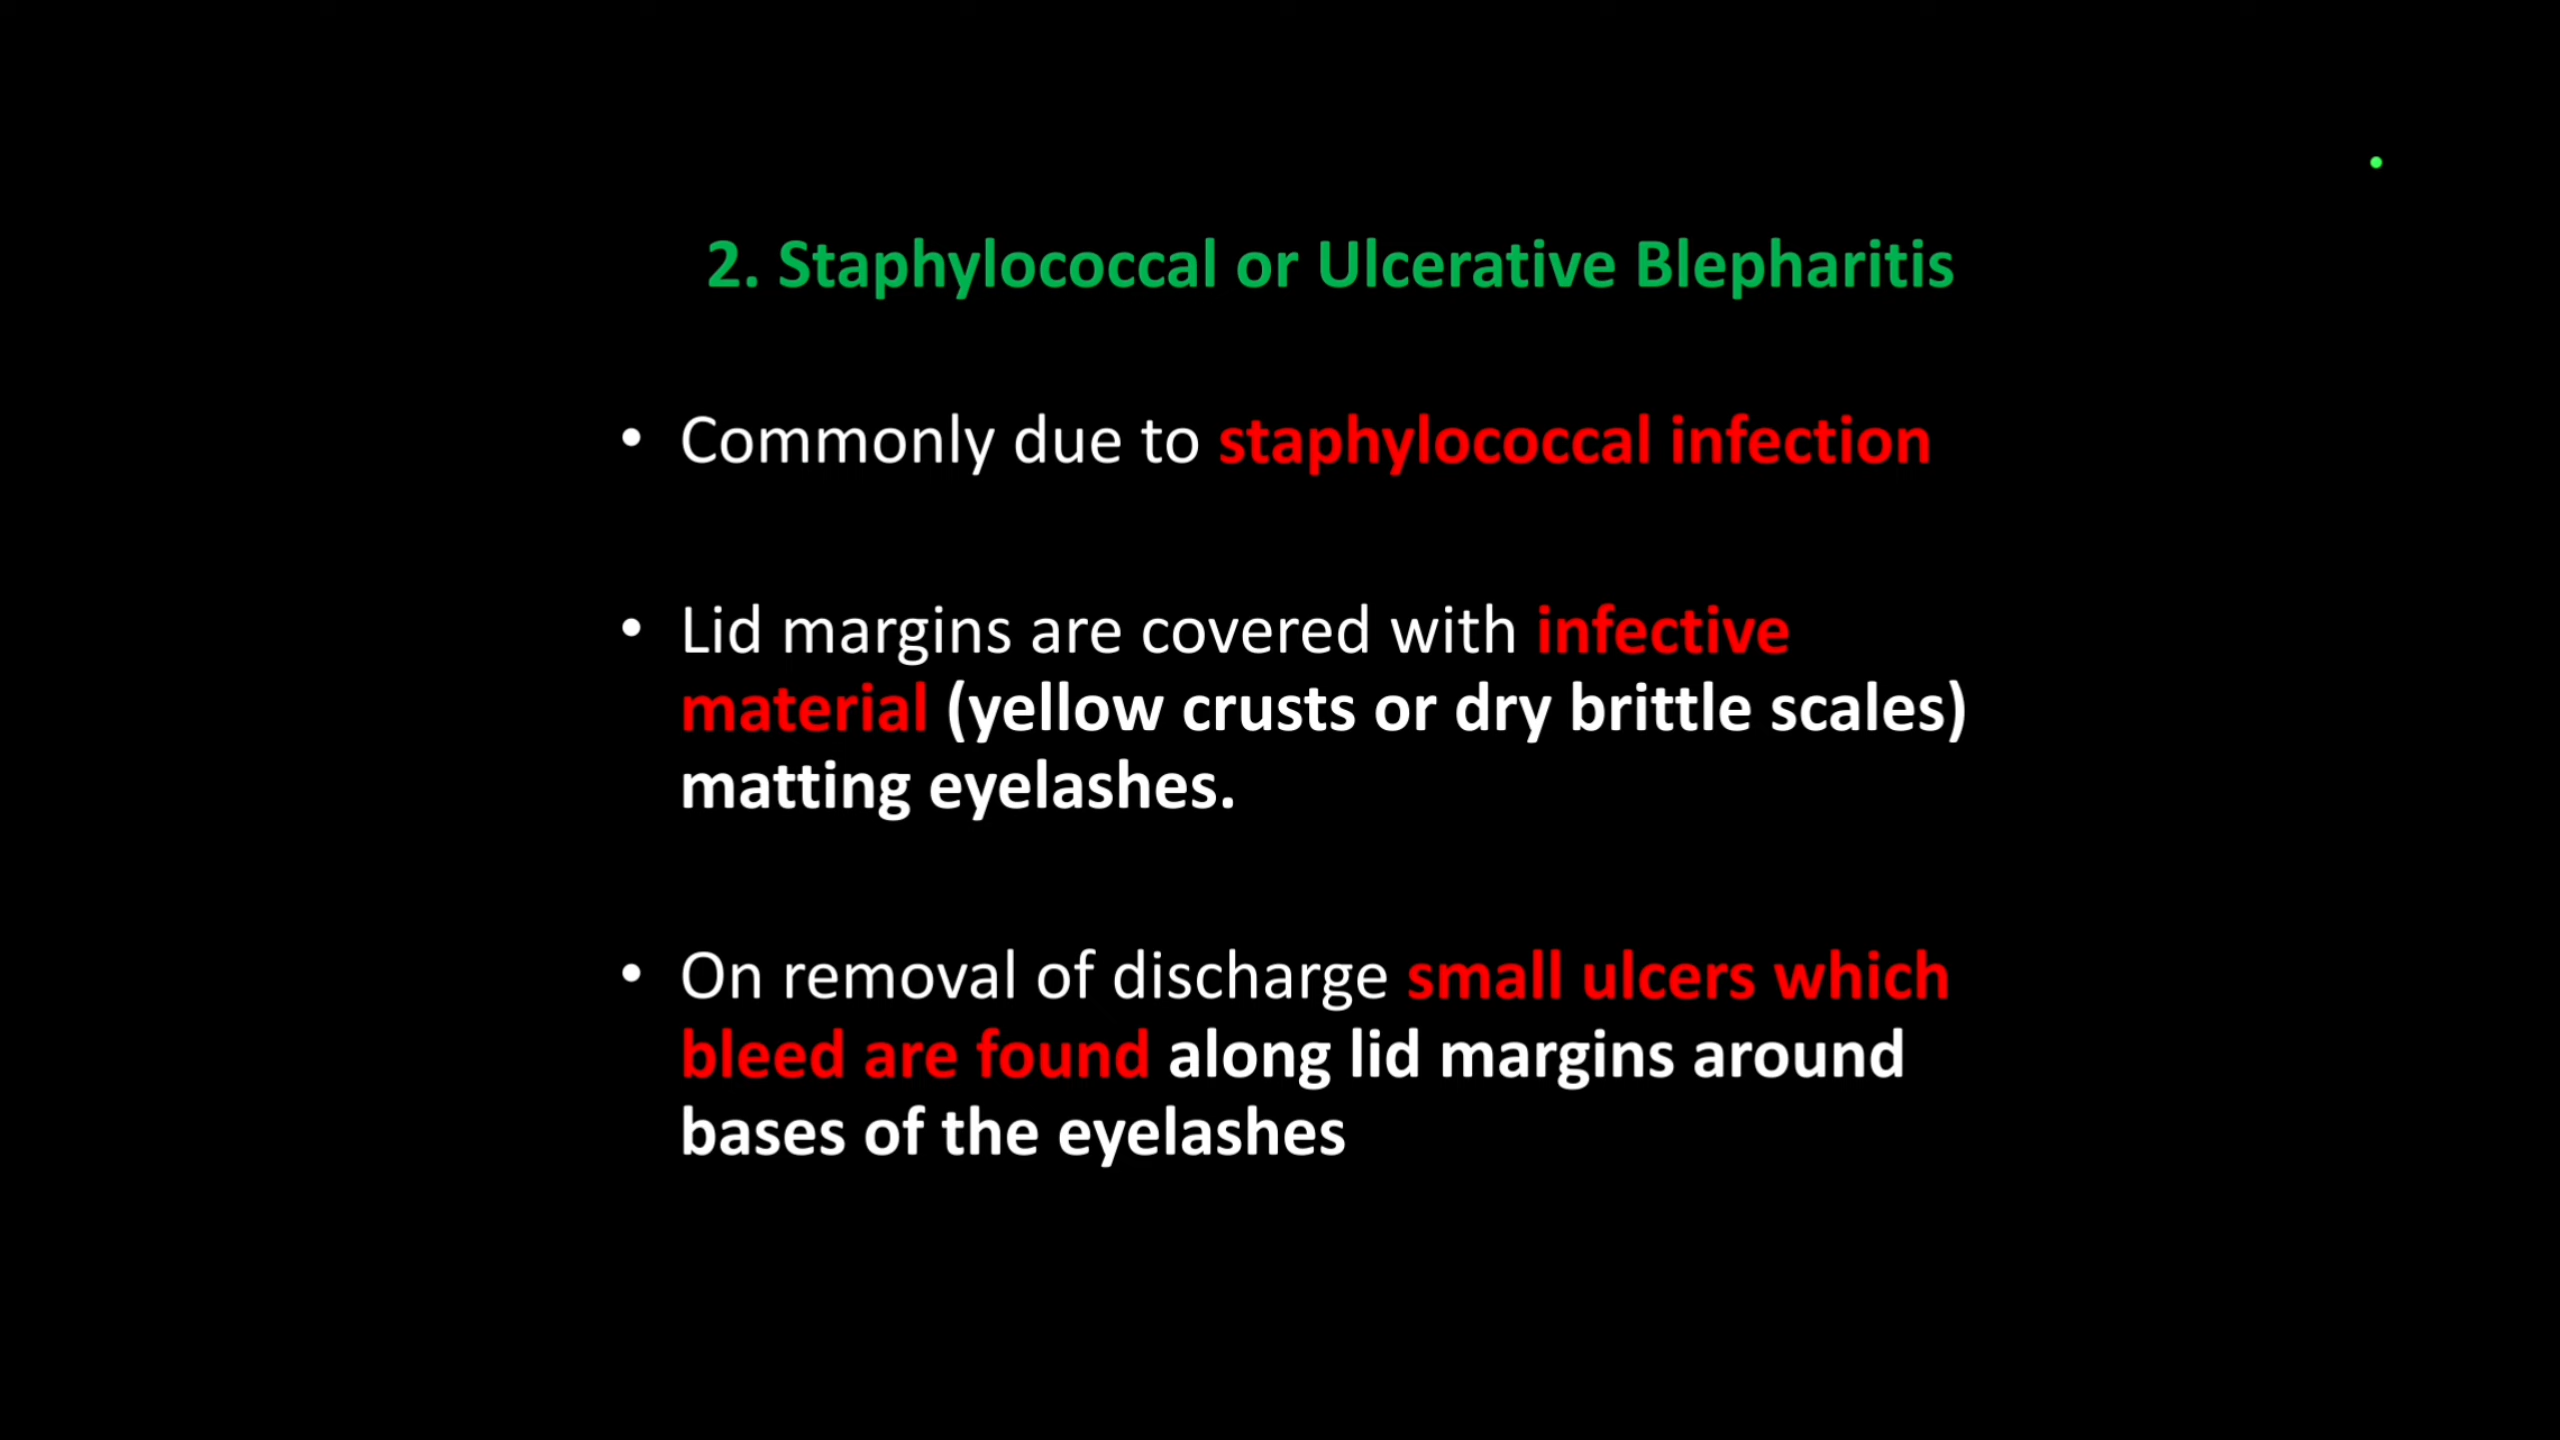 2. Staphylococcal or Ulcerative Blepharitis
• Commonly due to staphylococcal infection
• Lid margins are covered with infective
material (yellow crusts or dry brittle scales)
matting eyelashes.
• On removal of discharge small ulcers which
bleed are found along lid margins around
bases of the eyelashes